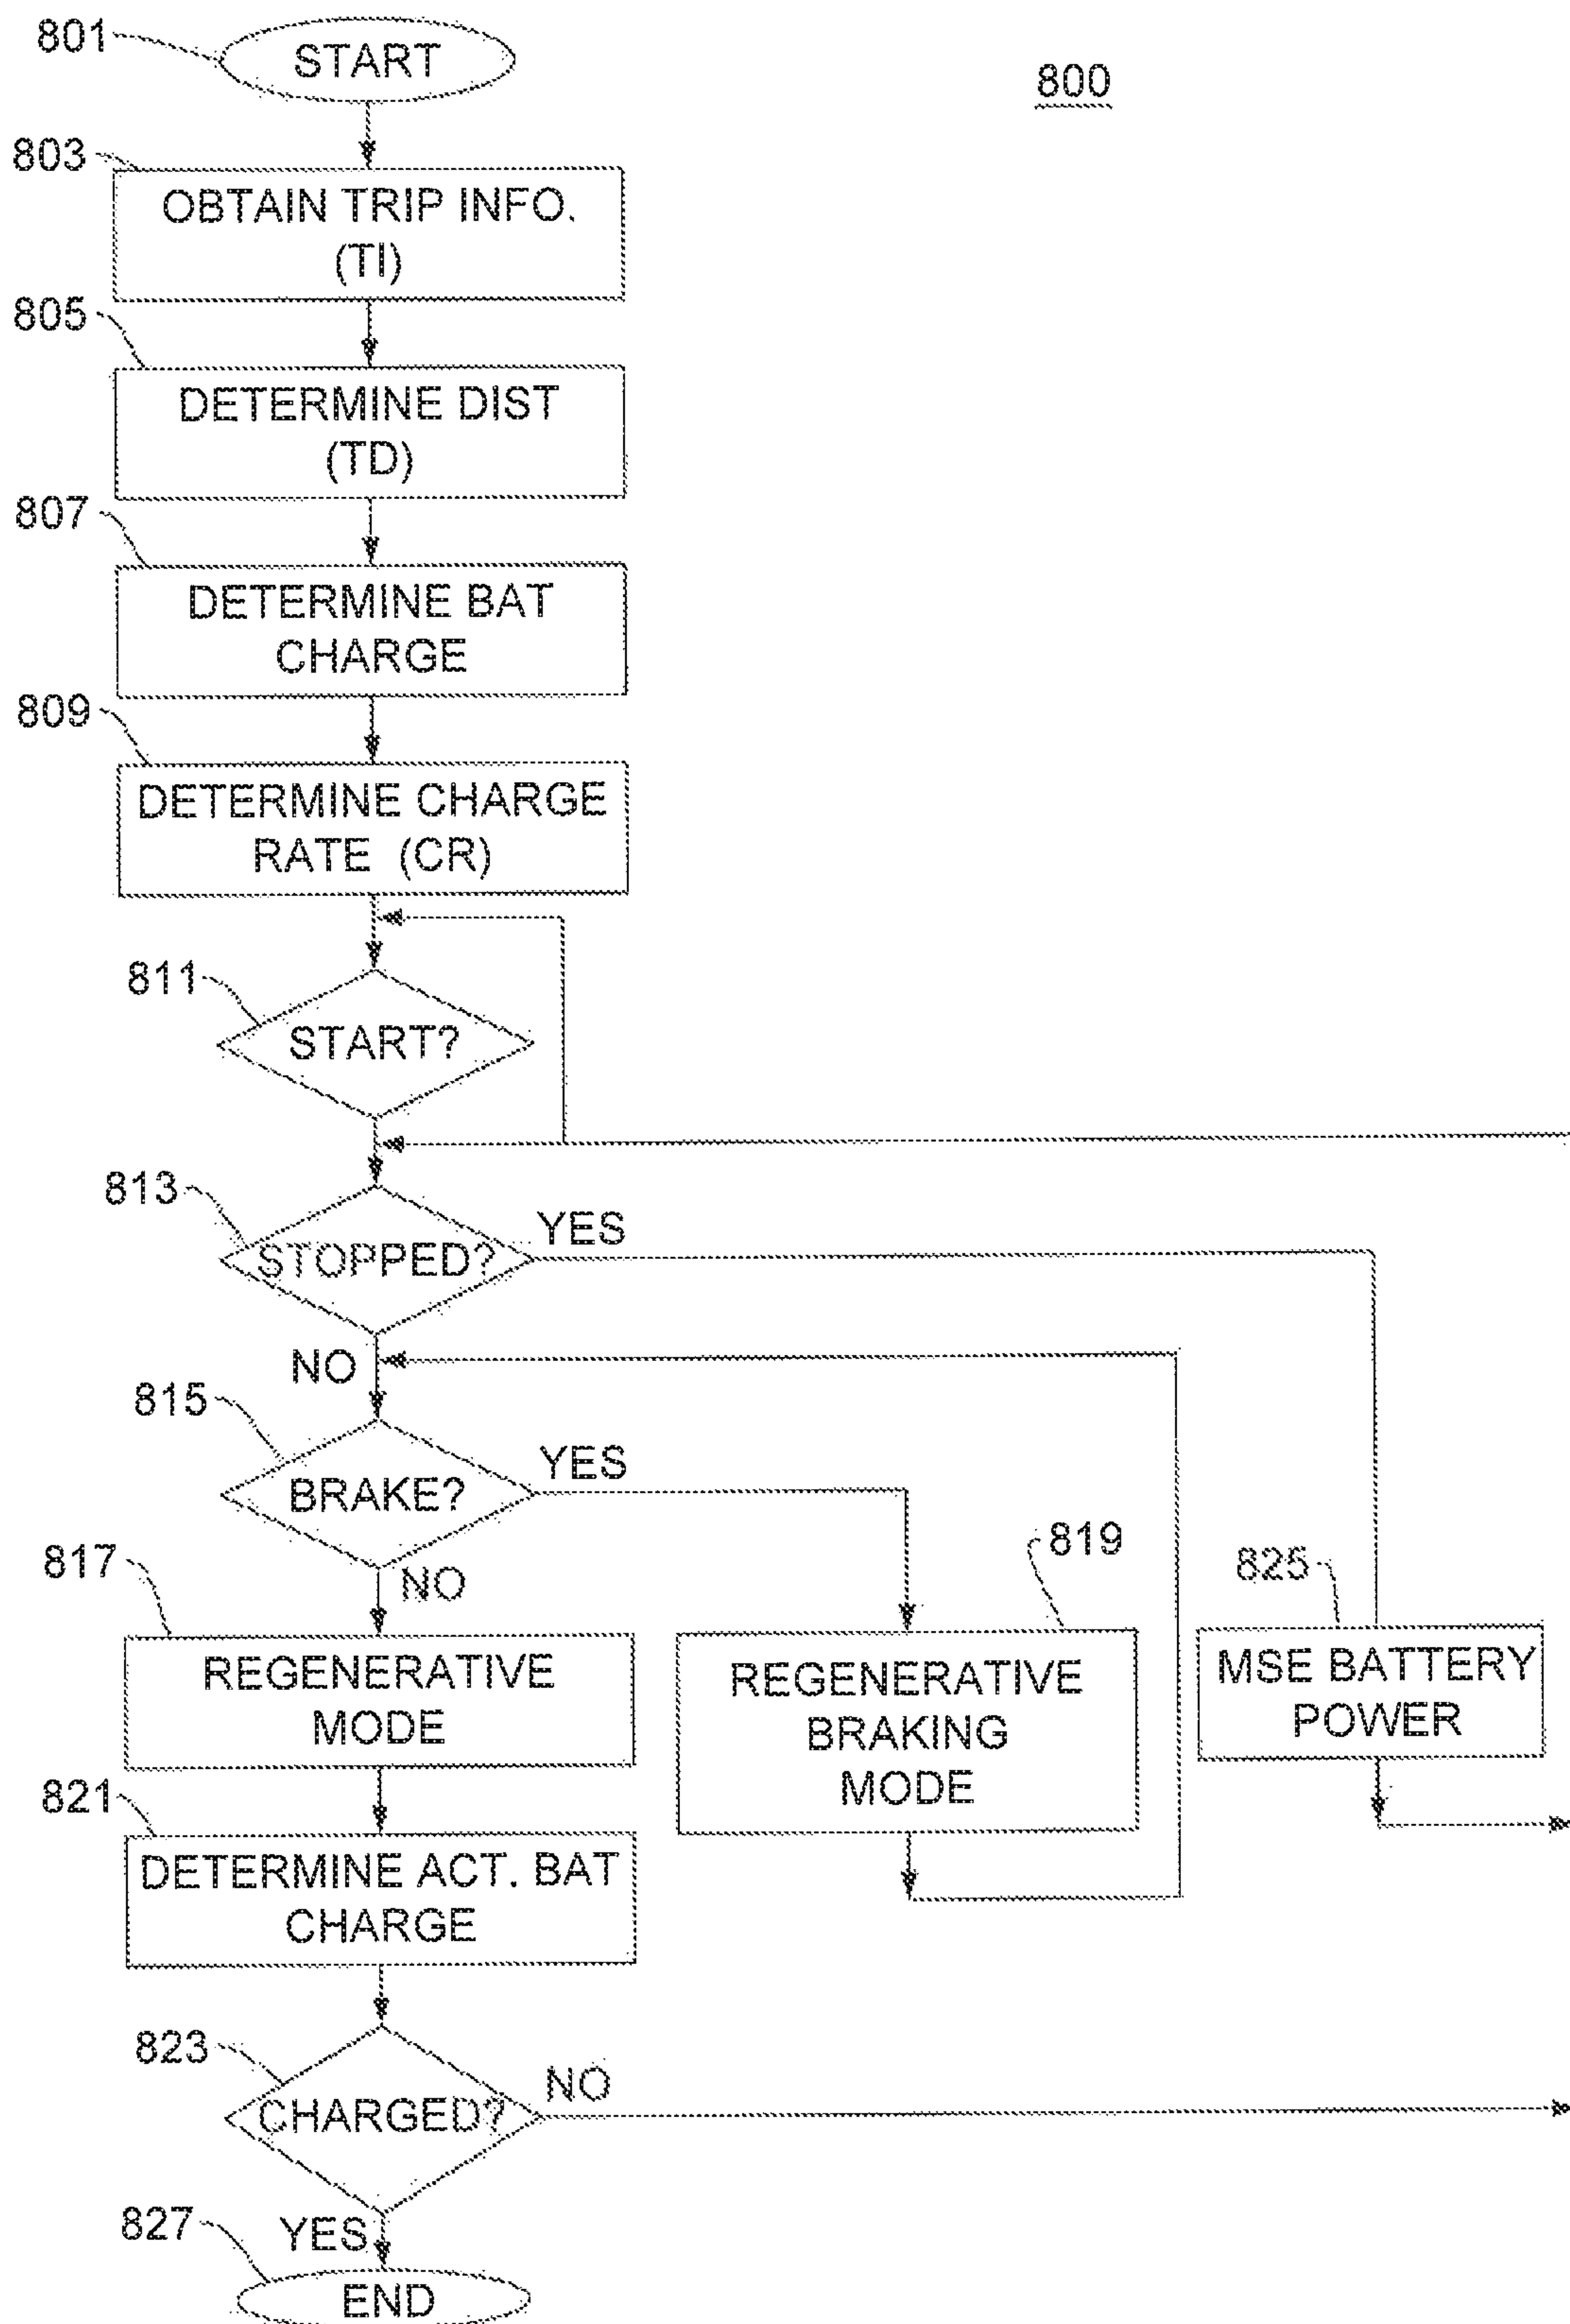 801
START
800
803
OBTAIN TRIP INFO.
(TI)
805
DETERMINE DIST
(TD)
807
DETERMINE BAT
CHARGE
809
DETERMINE CHARGE
RATE (CR)
811
START?
813
STOPPED?
YES
NO
815
BRAKE?
YES
NO
817
REGENERATIVE
MODE
819
REGENERATIVE
BRAKING
MODE
825
MSE BATTERY
POWER
821
DETERMINE ACT. BAT
CHARGE
823
CHARGED?
NO
YES
827
END